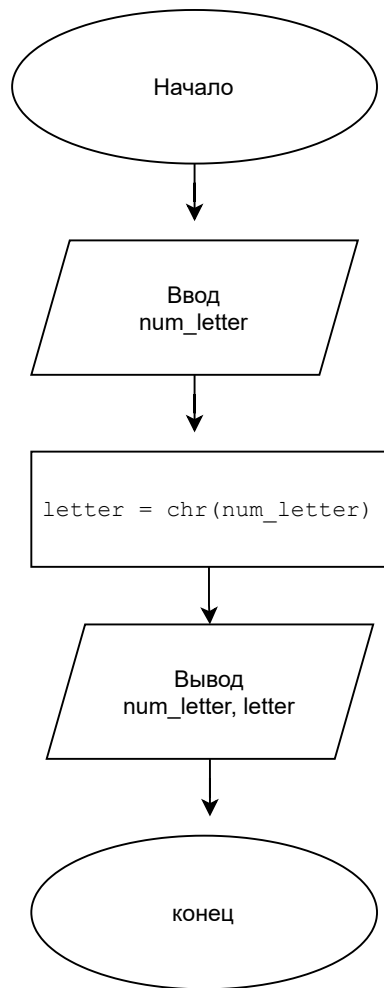 Начало
Ввод
num_letter
letter = chr(num_letter)
Вывод
num_letter, letter
конец